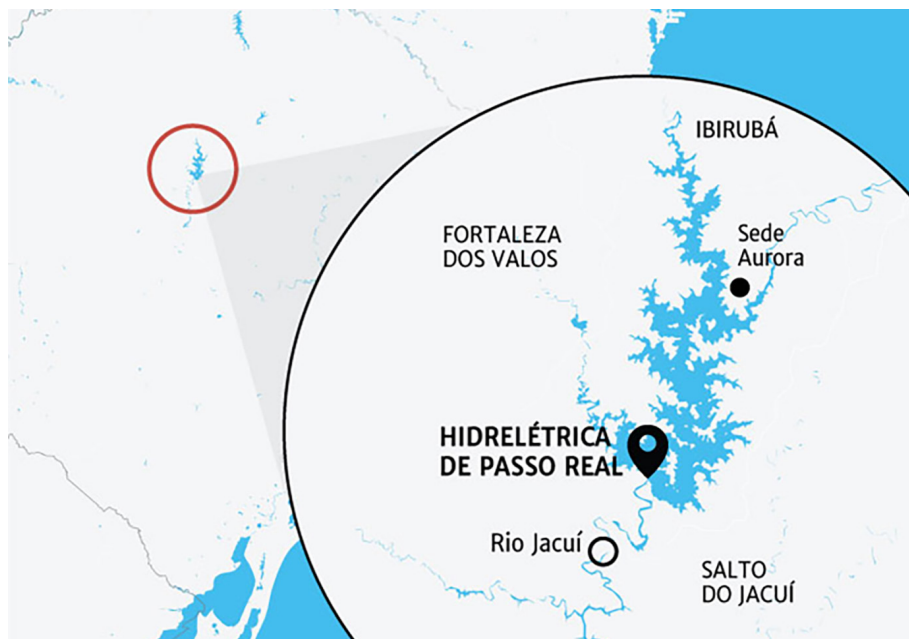 IBIRUBÁ
FORTALEZA
DOS VALOS
Sede
Aurora
HIDRELÉTRICA
DE PASSO REAL
Rio Jacuí
SALTO
DO JACUÍ